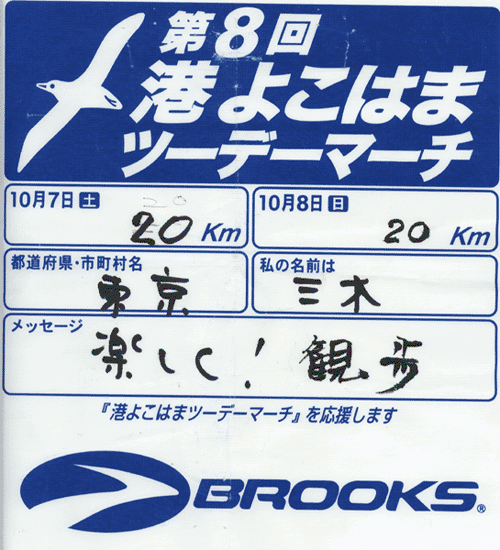 第8回
港よこはま
ツーデーマーチ
10月7日 土
20
20 Km
10月8日 日
20 Km
都道府県・市町村名
東京
私の名前は
三木
メッセージ
楽しく! 観歩
『港よこはまツーデーマーチ』を応援します
BROOKS®